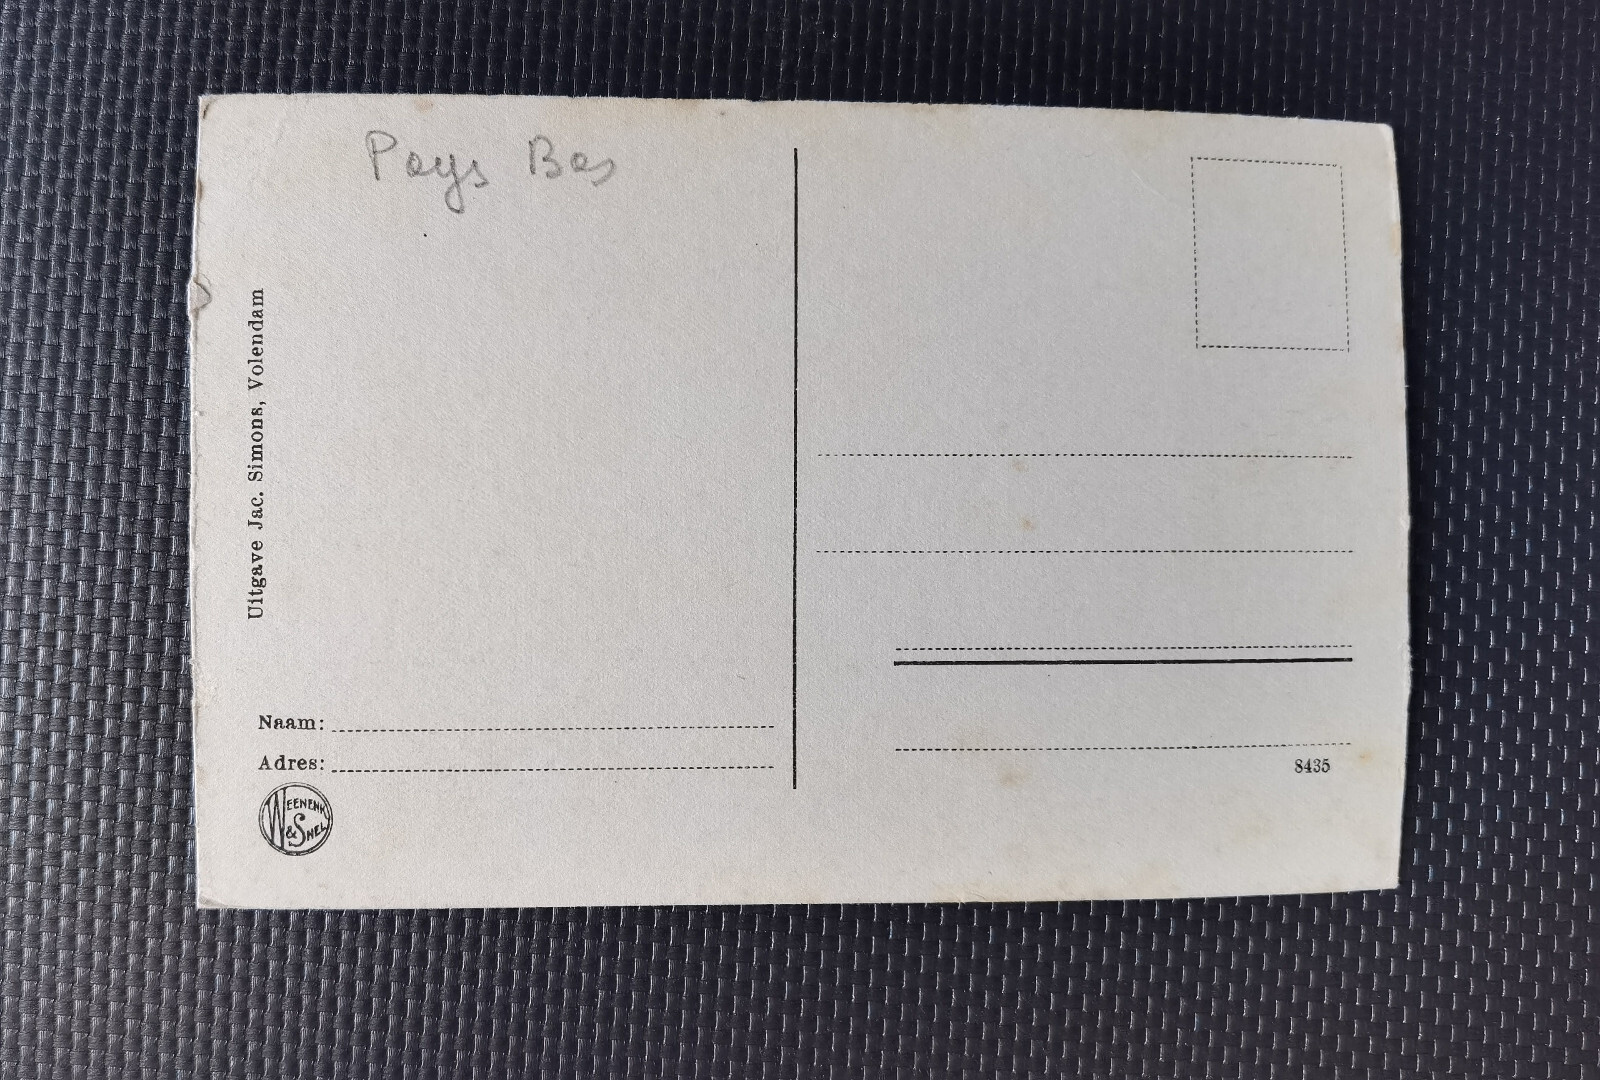 Pays Bas
Uitgave Jac. Simons, Volendam
Naam:
Adres:
WEENENK
& SNEL
8435